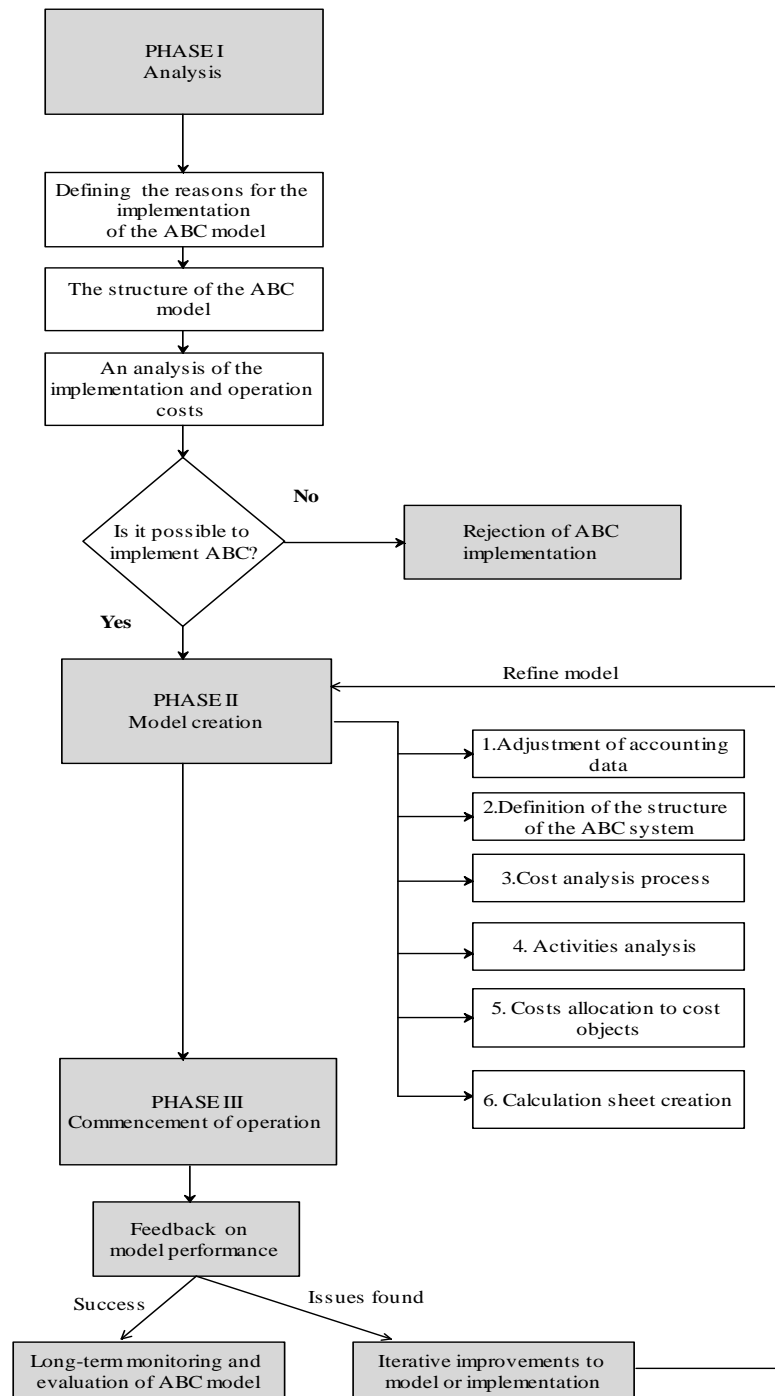 PHASE I
Analysis
Defining the reasons for the
implementation
of the ABC model
The structure of the ABC
model
An analysis of the
implementation and operation
costs
Is it possible to
implement ABC?
No
Rejection of ABC
implementation
Yes
PHASE II
Model creation
Refine model
1.Adjustment of accounting
data
2.Definition of the structure
of the ABC system
3.Cost analysis process
4. Activities analysis
5. Costs allocation to cost
objects
6. Calculation sheet creation
PHASE III
Commencement of operation
Feedback on
model performance
Success
Issues found
Long-term monitoring and
evaluation of ABC model
Iterative improvements to
model or implementation